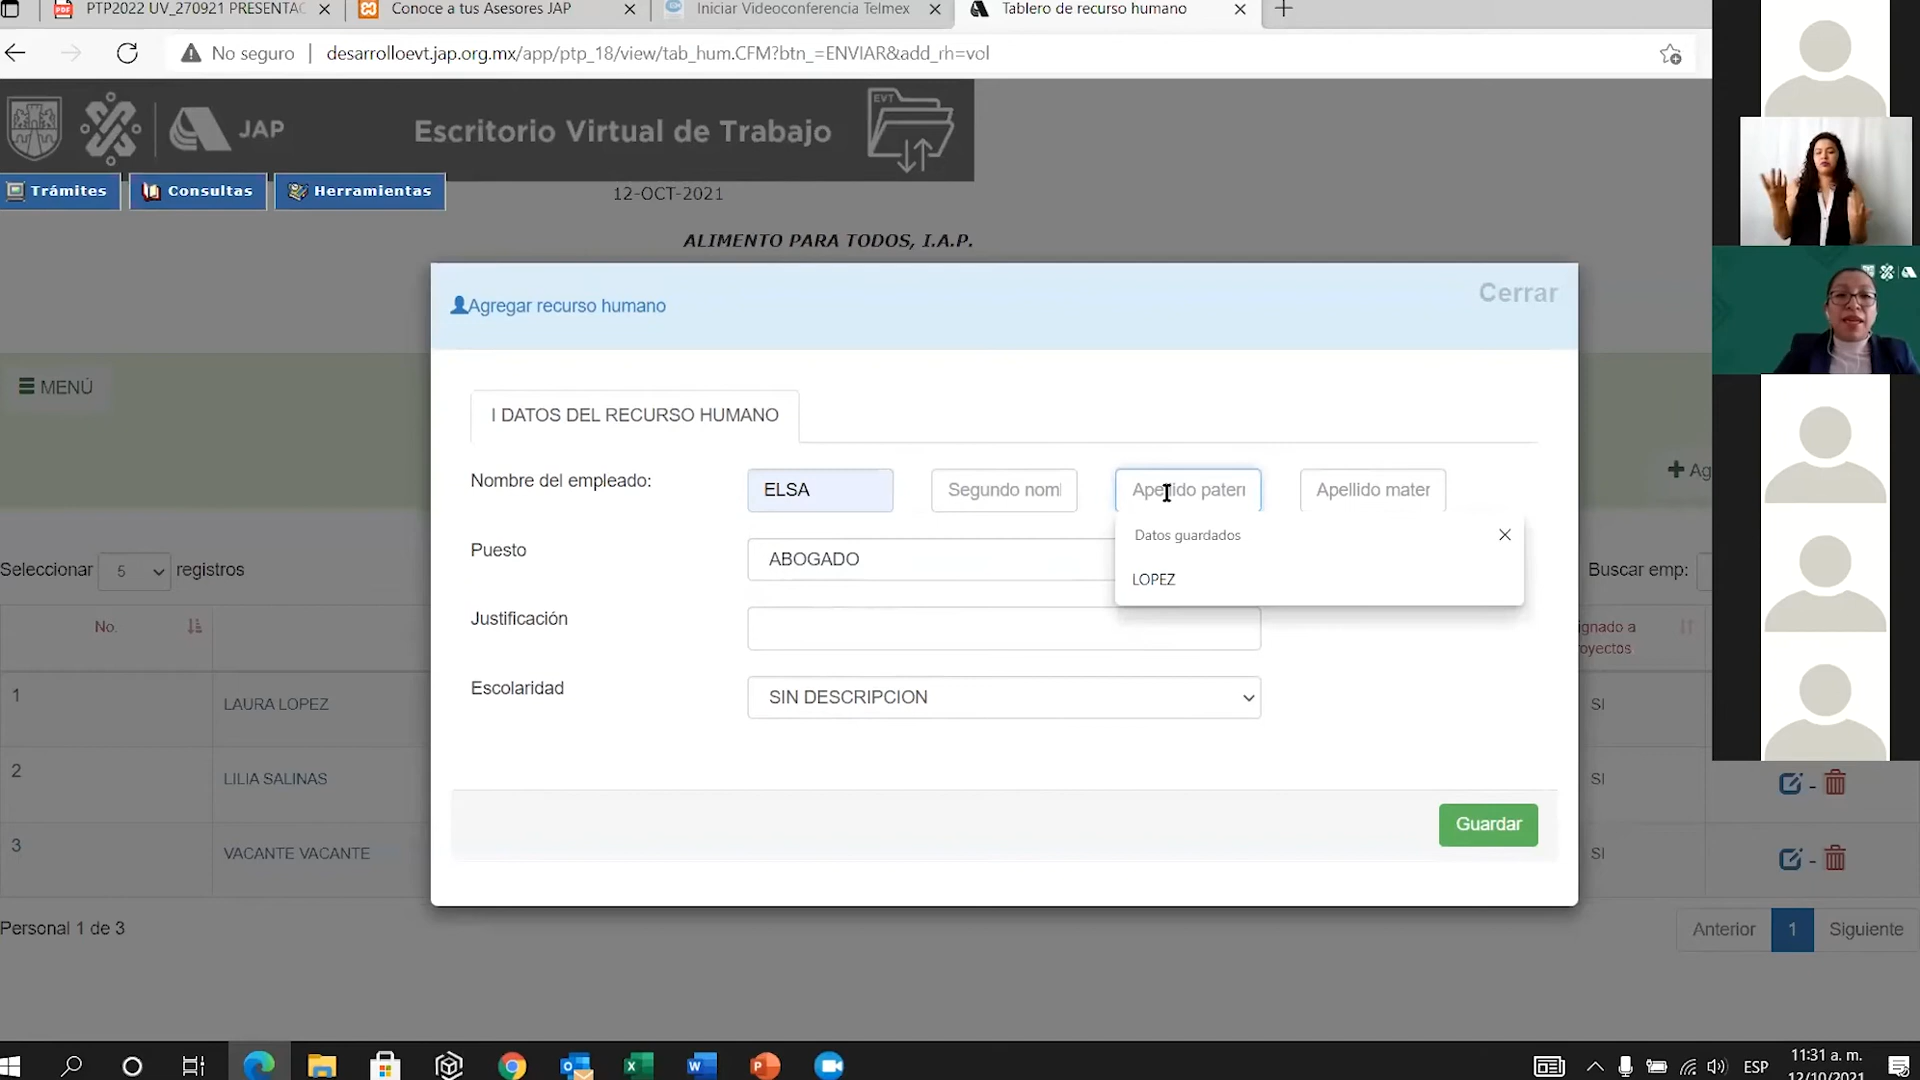 PTP2022 UV_270921 PRESENTAC
Conoce a tus Asesores JAP
Iniciar Videoconferencia Telmex
Tablero de recurso humano
No seguro
desarrolloevt.jap.org.mx/app/ptp_18/view/tab_hum.CFM?btn_=ENVIAR&add_rh=vol
JAP
Escritorio Virtual de Trabajo
EVT
Trámites
Consultas
Herramientas
12-OCT-2021
ALIMENTO PARA TODOS, I.A.P.
Agregar recurso humano
Cerrar
MENÚ
I DATOS DEL RECURSO HUMANO
Nombre del empleado:
ELSA
Segundo nomi
Apellido patern
Apellido mater
Ag
Datos guardados
LOPEZ
Puesto
ABOGADO
Seleccionar 5 registros
Buscar emp:
Justificación
No.
ignado a
royectos
Escolaridad
SIN DESCRIPCION
1
LAURA LOPEZ
SI
2
LILIA SALINAS
SI
3
VACANTE VACANTE
SI
Guardar
Personal 1 de 3
Anterior
1
Siguiente
ESP
11:31 a. m.
12/10/2021